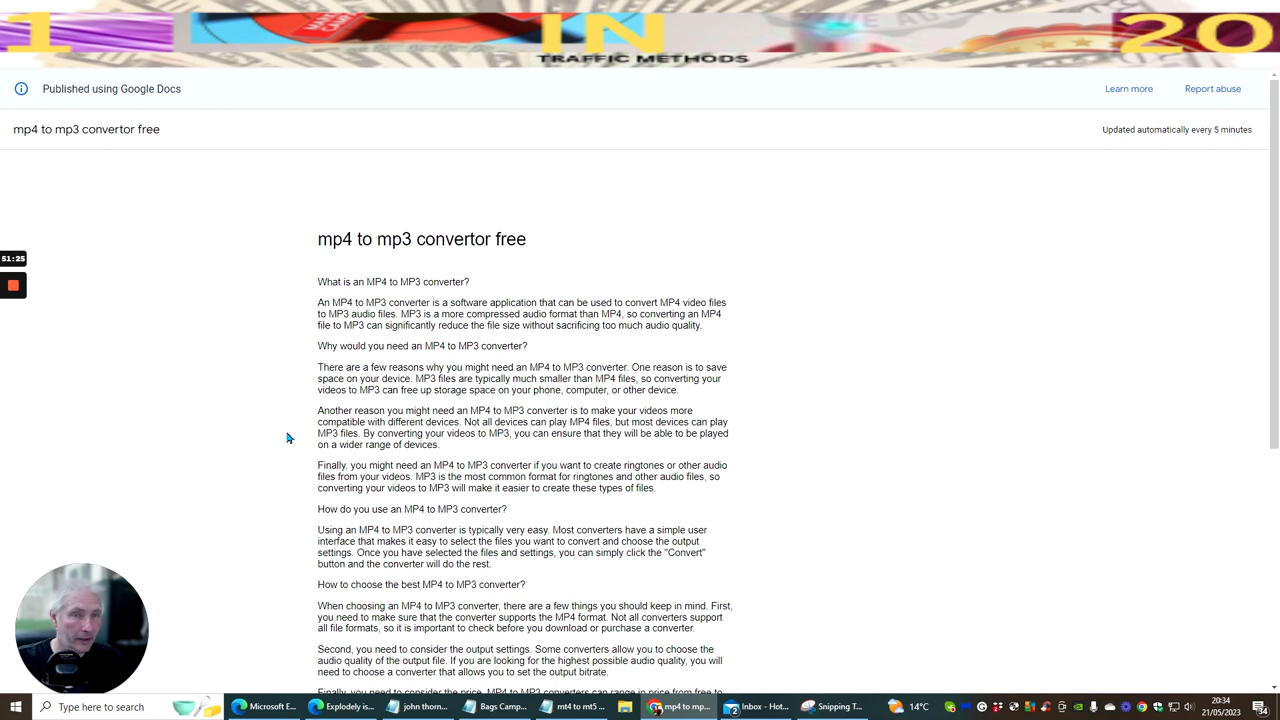 1 IN 20
TRAFFIC METHODS
Published using Google Docs
Learn more
Report abuse
mp4 to mp3 convertor free
Updated automatically every 5 minutes
mp4 to mp3 convertor free
51:25
What is an MP4 to MP3 converter?
An MP4 to MP3 converter is a software application that can be used to convert MP4 video files
to MP3 audio files. MP3 is a more compressed audio format than MP4, so converting an MP4
file to MP3 can significantly reduce the file size without sacrificing too much audio quality.
Why would you need an MP4 to MP3 converter?
There are a few reasons why you might need an MP4 to MP3 converter. One reason is to save
space on your device. MP3 files are typically much smaller than MP4 files, so converting your
videos to MP3 can free up storage space on your phone, computer, or other device.
Another reason you might need an MP4 to MP3 converter is to make your videos more
compatible with different devices. Not all devices can play MP4 files, but most devices can play
MP3 files. By converting your videos to MP3, you can ensure that they will be able to be played
on a wider range of devices.
Finally, you might need an MP4 to MP3 converter if you want to create ringtones or other audio
files from your videos. MP3 is the most common format for ringtones and other audio files, so
converting your videos to MP3 will make it easier to create these types of files.
How do you use an MP4 to MP3 converter?
Using an MP4 to MP3 converter is typically very easy. Most converters have a simple user
interface that makes it easy to select the files you want to convert and choose the output
settings. Once you have selected the files and settings, you can simply click the "Convert"
button and the converter will do the rest.
How to choose the best MP4 to MP3 converter?
When choosing an MP4 to MP3 converter, there are a few things you should keep in mind. First,
you need to make sure that the converter supports the MP4 format. Not all converters support
all file formats, so it is important to check before you download or purchase a converter.
Second, you need to consider the output settings. Some converters allow you to choose the
audio quality of the output file. If you are looking for the highest possible audio quality, you will
need to choose a converter that allows you to set the output bitrate.
Finally, you need to consider the price. MP4 to MP3 converters can range in price from free to
Type here to search
Microsoft E...
Explodely is...
john thorn...
Bags Camp...
mt4 to mt5 ...
mp4 to mp...
Inbox - Hot...
Snipping T...
14°C
20:34
21/05/2023